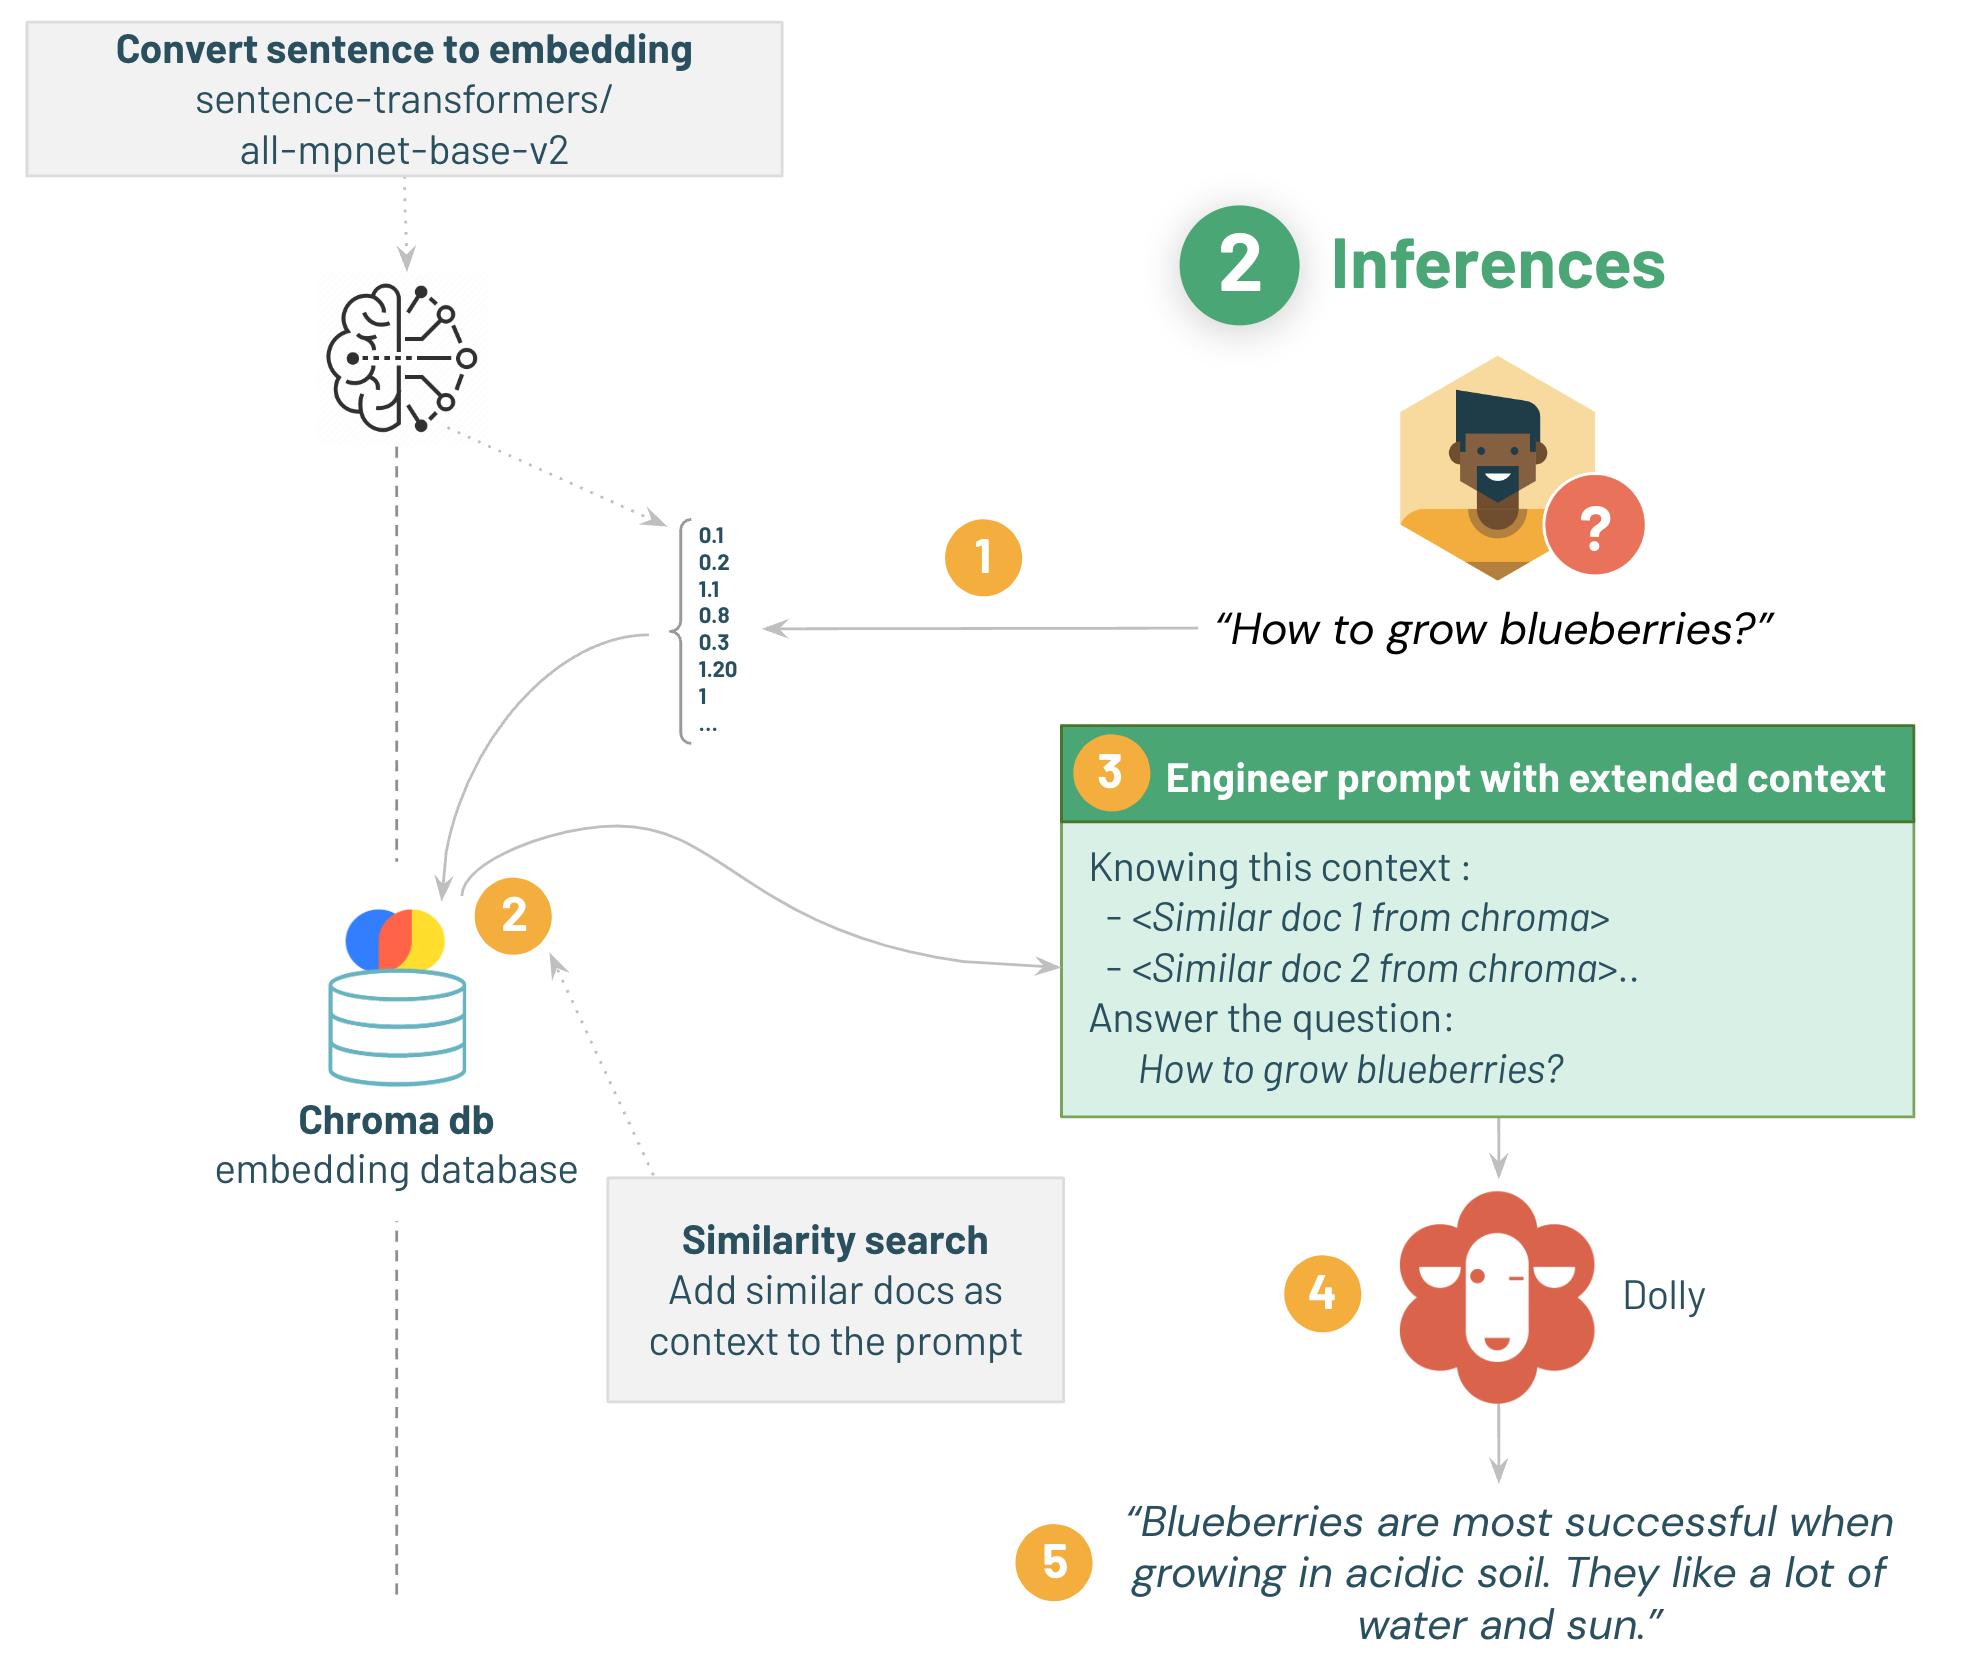 Convert sentence to embedding
sentence-transformers/
all-mpnet-base-v2
2 Inferences
?
0.1
0.2
1.1
0.8
0.3
1.20
1
...
1
“How to grow blueberries?”
3 Engineer prompt with extended context
Knowing this context :
- <Similar doc 1 from chroma>
- <Similar doc 2 from chroma>..
Answer the question:
How to grow blueberries?
2
Chroma db
embedding database
Similarity search
Add similar docs as
context to the prompt
4
Dolly
5
“Blueberries are most successful when
growing in acidic soil. They like a lot of
water and sun.”